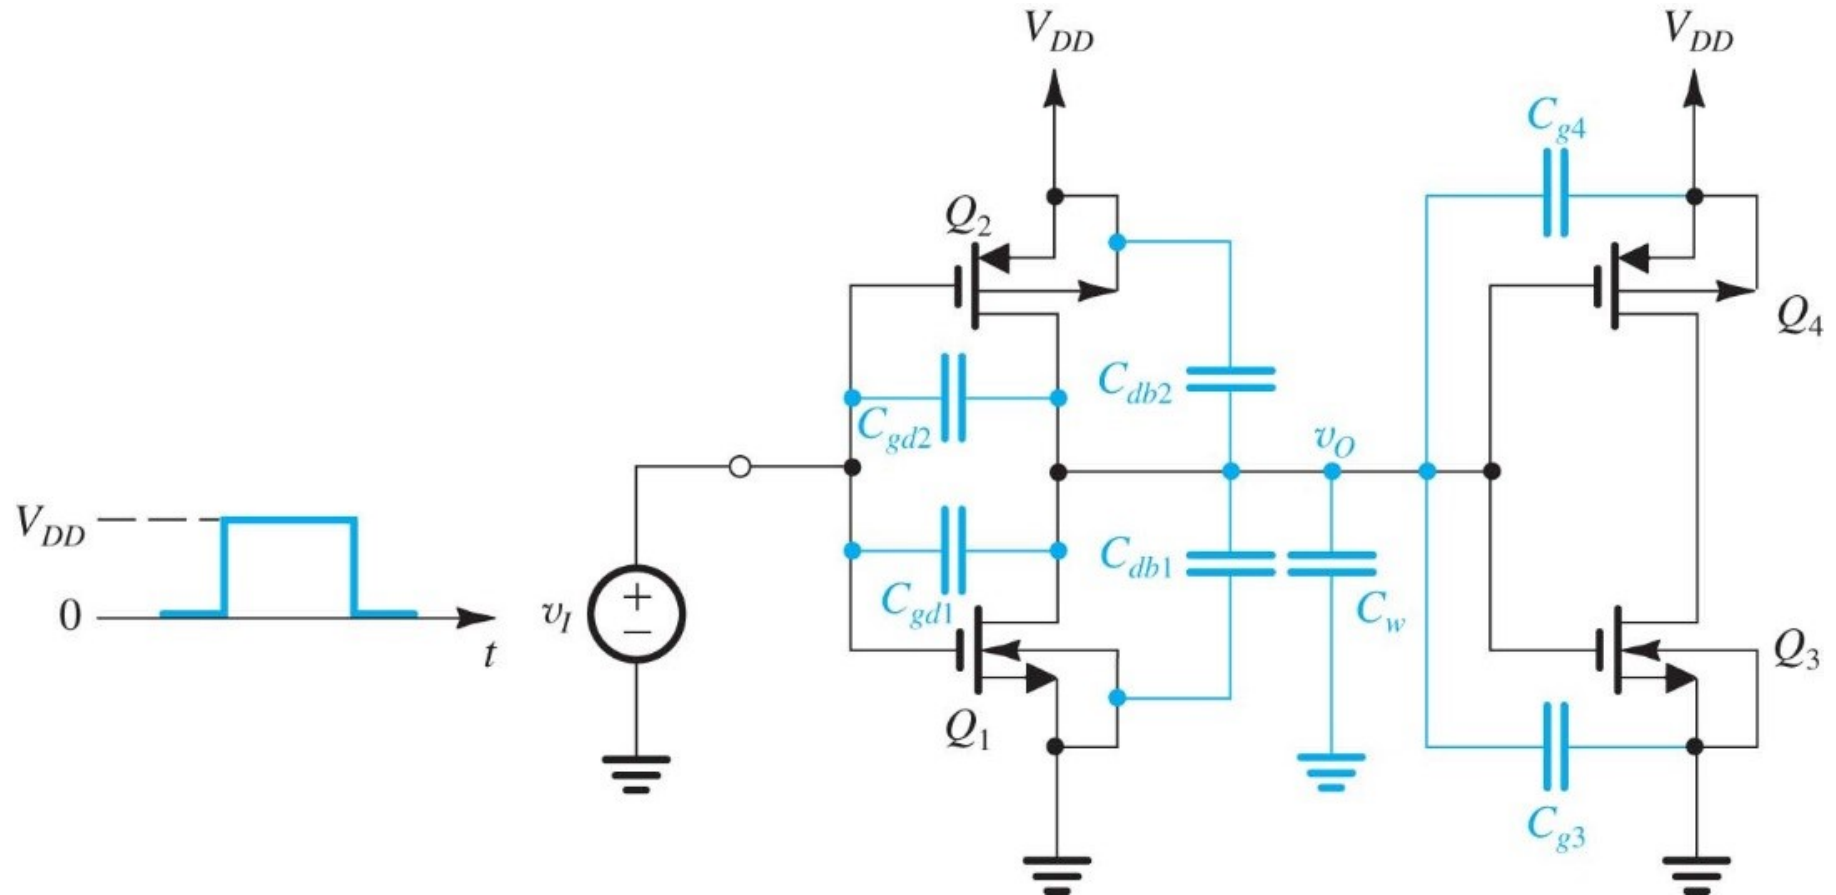 V_DD
V_DD
C_g4
Q_2
Q_4
C_db2
C_gd2
v_O
V_DD
C_db1
C_gd1
0
v_I
+
−
C_w
t
Q_3
Q_1
C_g3